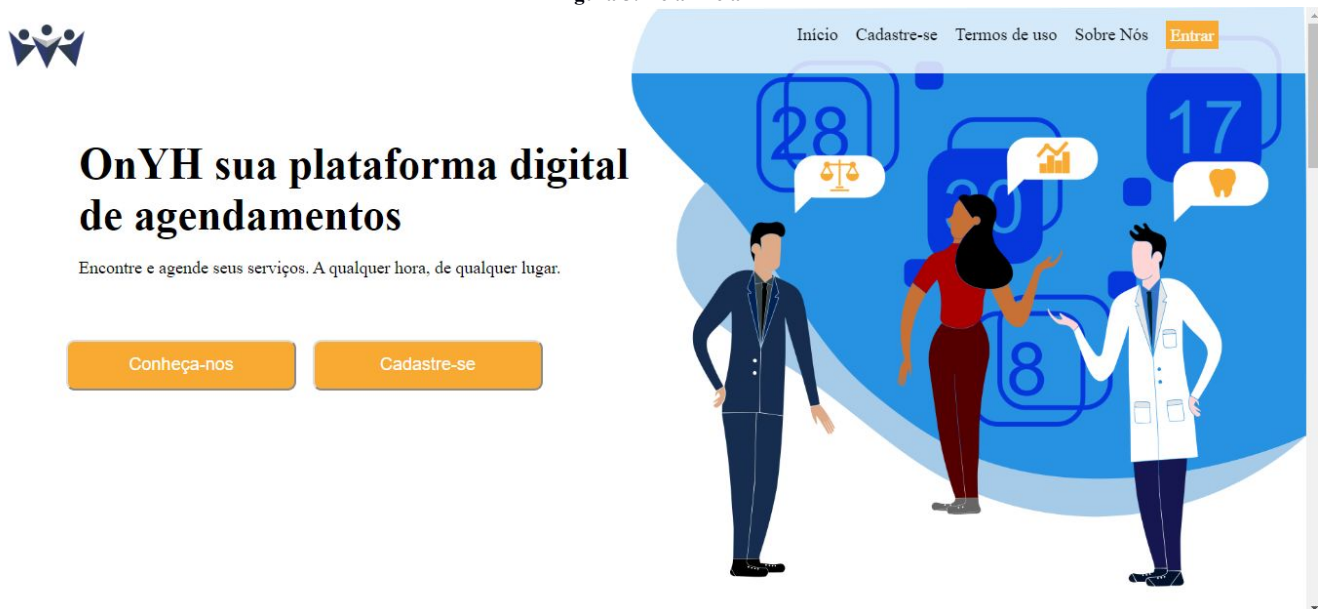 Início Cadastre-se Termos de uso Sobre Nós Entrar
28
17
OnYH sua plataforma digital
de agendamentos
Encontre e agende seus serviços. A qualquer hora, de qualquer lugar.
8
Conheça-nos Cadastre-se